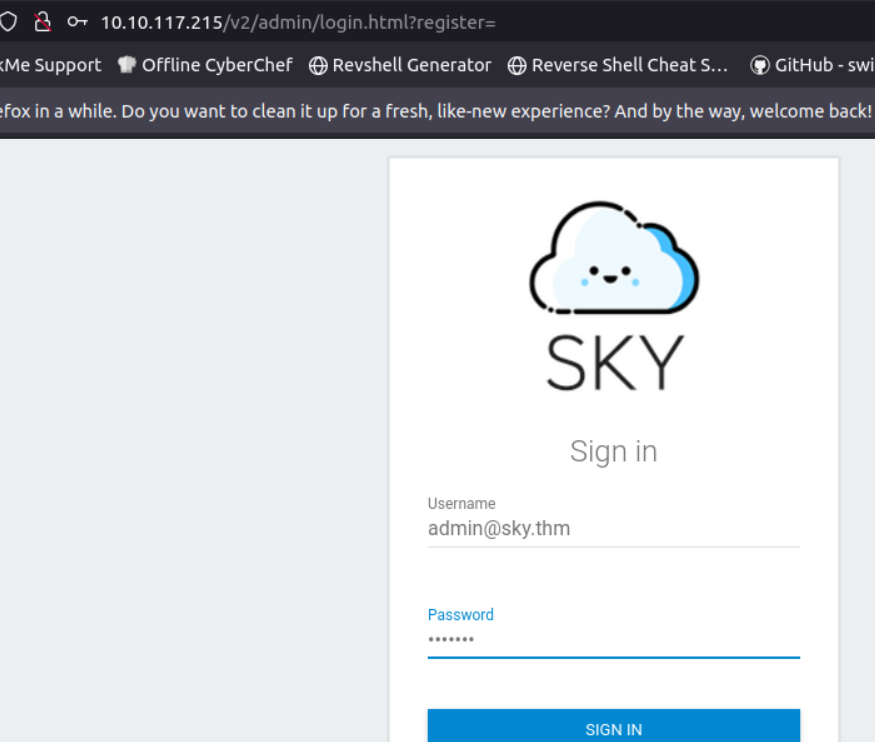 10.10.117.215/v2/admin/login.html?register=
kMe Support Offline CyberChef Revshell Generator Reverse Shell Cheat S... GitHub - swi
efox in a while. Do you want to clean it up for a fresh, like-new experience? And by the way, welcome back!
SKY
Sign in
Username
admin@sky.thm
Password
•••••••
SIGN IN